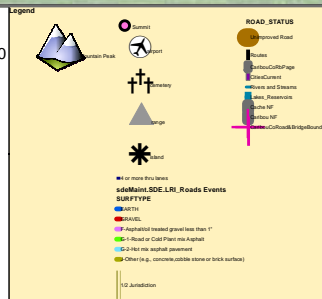 Legend
0
Mountain Peak
Summit
Airport
Cemetery
range
island
4 or more thru lanes
sdeMaint.SDE.LRI_Roads Events
SURFTYPE
EARTH
GRAVEL
F-Asphalt/oil treated gravel less than 1"
G-1-Road or Cold Plant mix Asphalt
G-2-Hot mix asphalt pavement
J-Other (e.g., concrete,cobble stone or brick surface)
1/2 Jurisdiction
ROAD_STATUS
Unimproved Road
Routes
CaribouCoRbPage
CitiesCurrent
Rivers and Streams
Lakes_Reservoirs
Cache NF
Caribou NF
CaribouCoRoad&BridgeBound